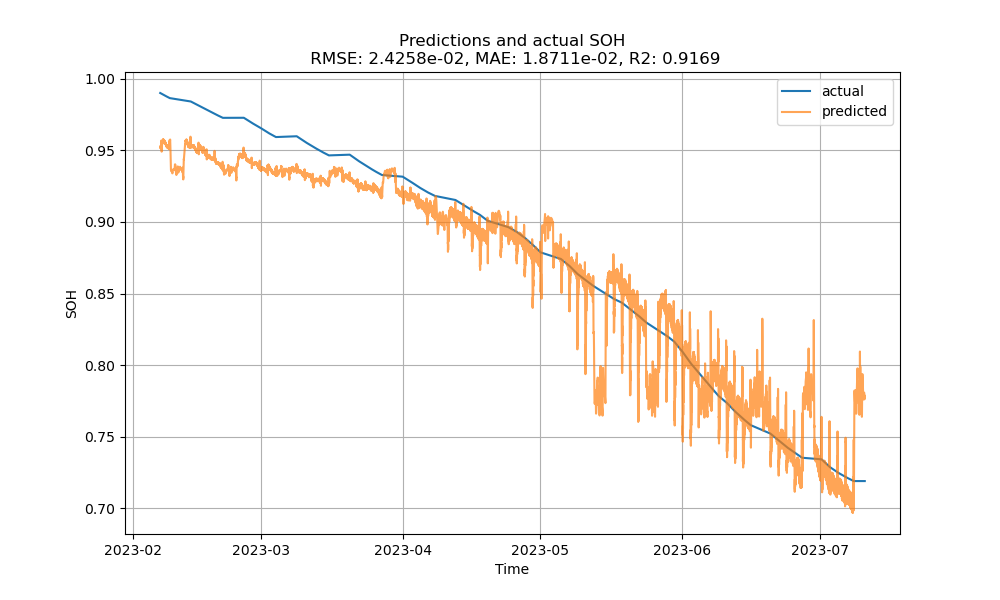 Predictions and actual SOH
RMSE: 2.4258e-02, MAE: 1.8711e-02, R2: 0.9169
actual
predicted
1.00
0.95
0.90
0.85
0.80
0.75
0.70
SOH
2023-02 2023-03 2023-04 2023-05 2023-06 2023-07
Time